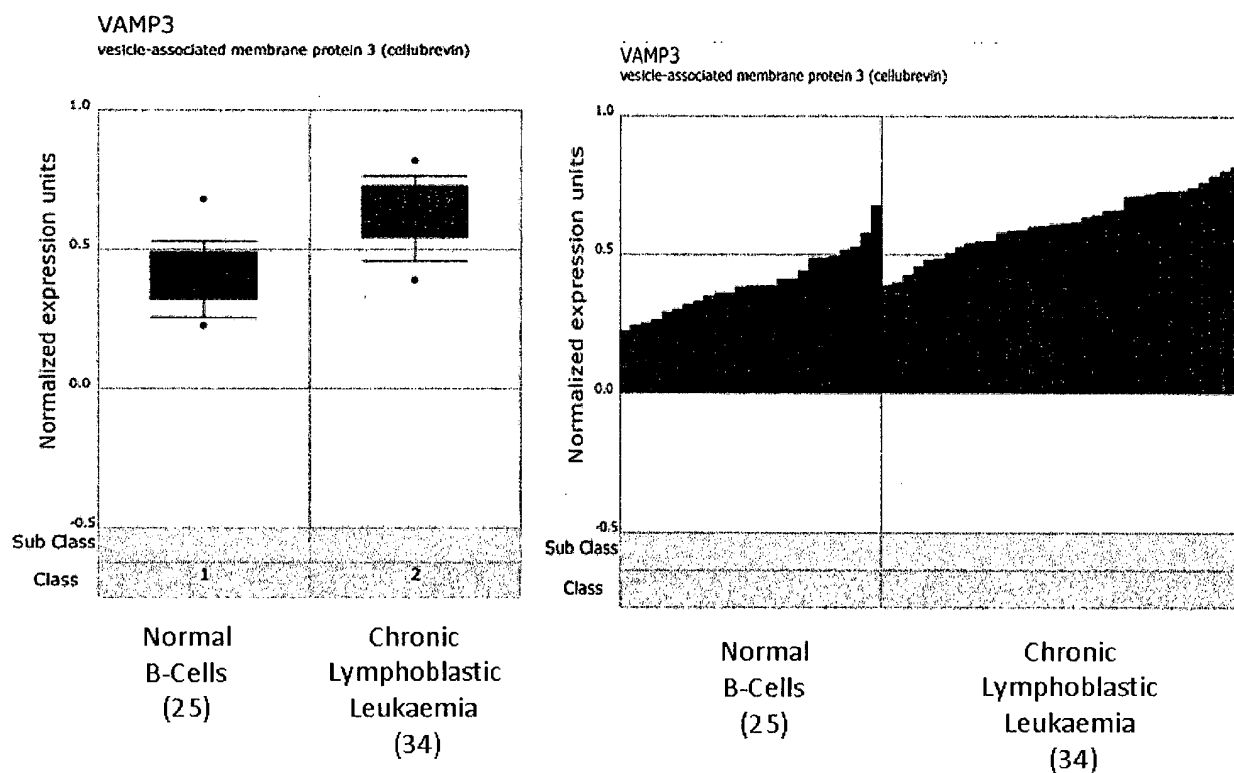 VAMP3
vesicle-associated membrane protein 3 (cellubrevin)
Normalized expression units
1.0
0.5
0.0
-0.5
Sub Class
Class
1
2
Normal
B-Cells
(25)
Chronic
Lymphoblastic
Leukaemia
(34)
VAMP3
vesicle-associated membrane protein 3 (cellubrevin)
Normalized expression units
1.0
0.5
0.0
-0.5
Sub Class
Class
Normal
B-Cells
(25)
Chronic
Lymphoblastic
Leukaemia
(34)